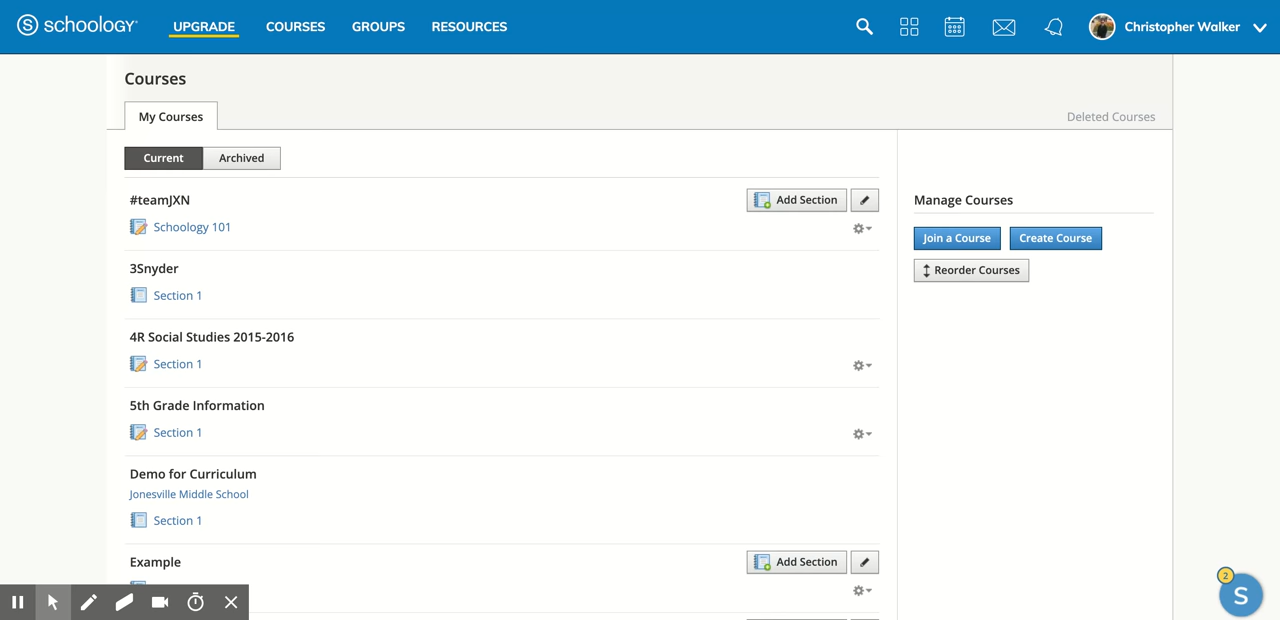 schoology
UPGRADE
COURSES
GROUPS
RESOURCES
Christopher Walker
Courses
My Courses
Deleted Courses
Current
Archived
#teamJXN
Add Section
Schoology 101
3Snyder
Section 1
4R Social Studies 2015-2016
Section 1
5th Grade Information
Section 1
Demo for Curriculum
Jonesville Middle School
Section 1
Example
Add Section
Manage Courses
Join a Course
Create Course
Reorder Courses
2
S